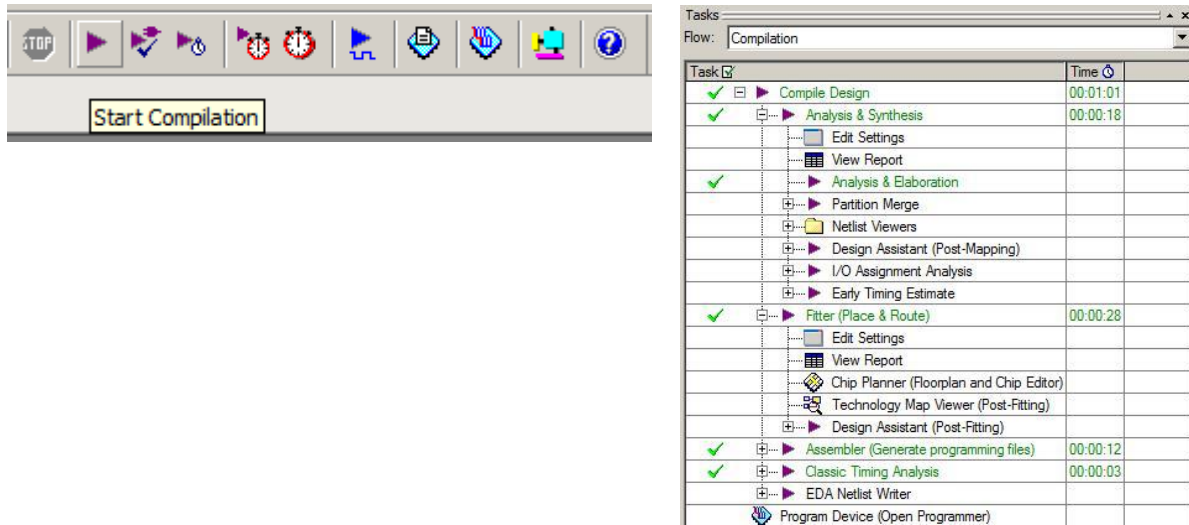 STOP
Start Compilation
Tasks
Flow: Compilation
Task Time
Compile Design 00:01:01
Analysis & Synthesis 00:00:18
Edit Settings
View Report
Analysis & Elaboration
Partition Merge
Netlist Viewers
Design Assistant (Post-Mapping)
I/O Assignment Analysis
Early Timing Estimate
Fitter (Place & Route) 00:00:28
Edit Settings
View Report
Chip Planner (Floorplan and Chip Editor)
Technology Map Viewer (Post-Fitting)
Design Assistant (Post-Fitting)
Assembler (Generate programming files) 00:00:12
Classic Timing Analysis 00:00:03
EDA Netlist Writer
Program Device (Open Programmer)